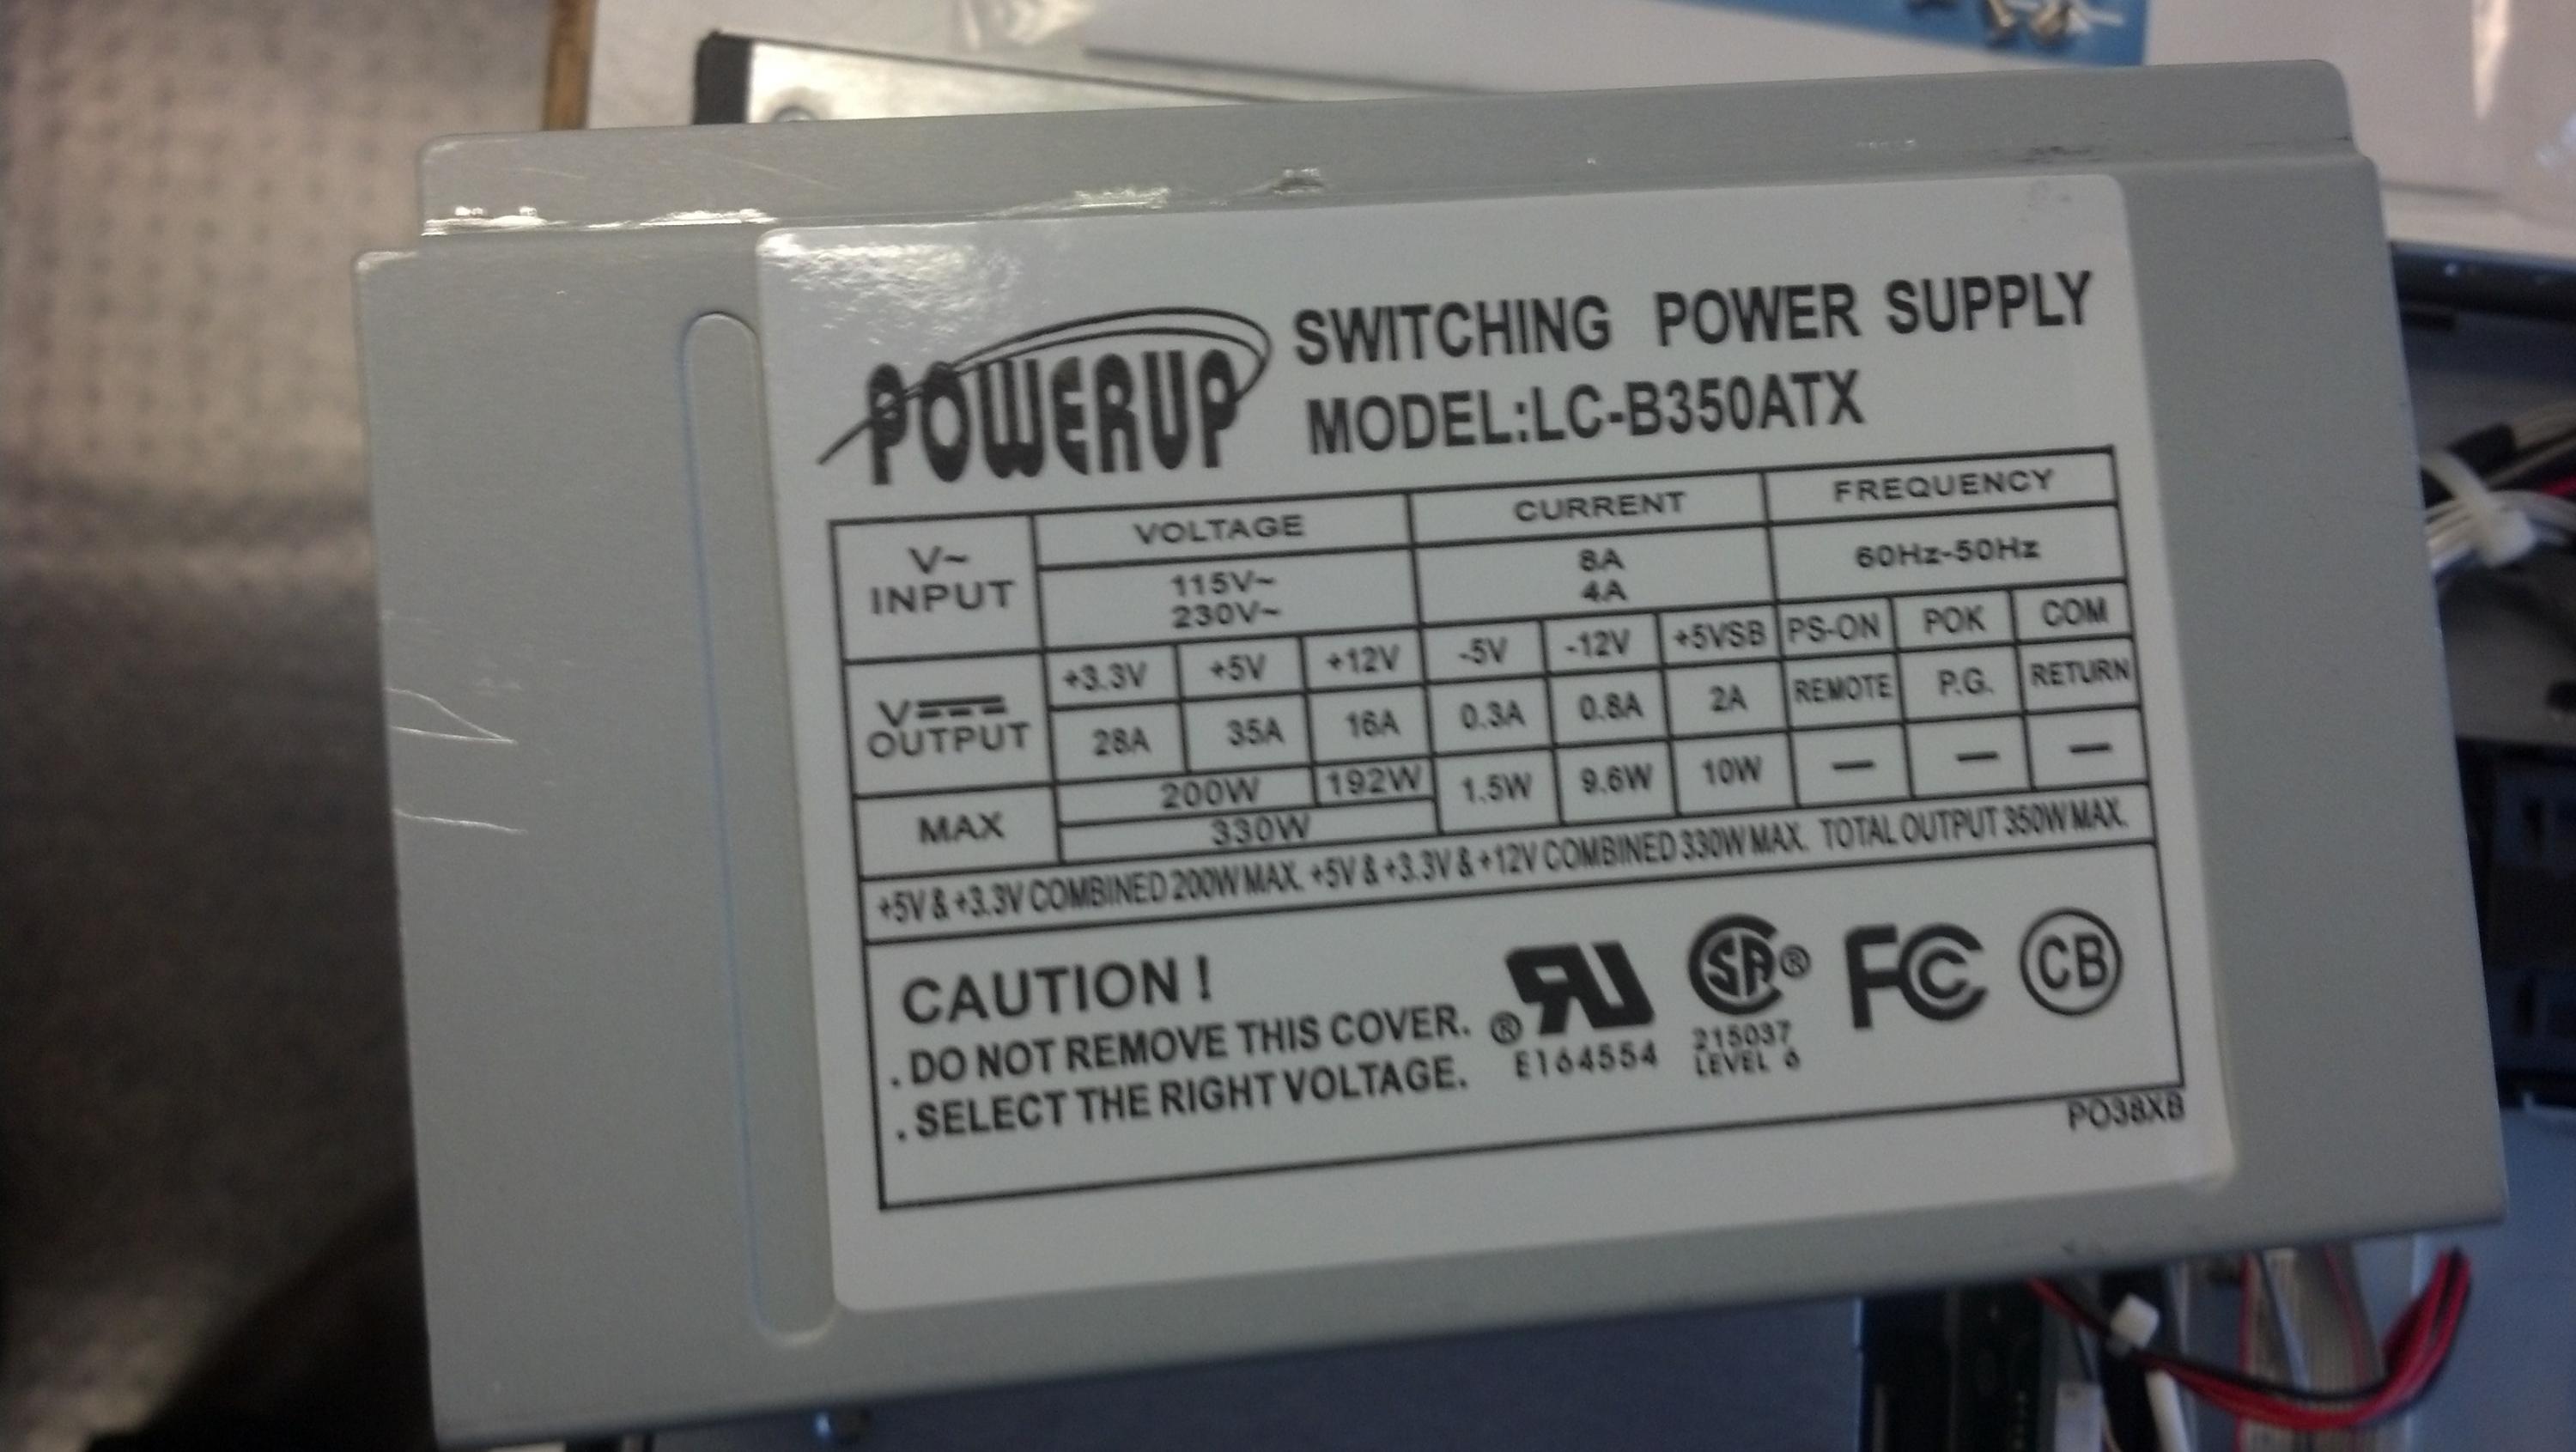 POWERUP
SWITCHING POWER SUPPLY
MODEL:LC-B350ATX
V~ INPUT
VOLTAGE CURRENT FREQUENCY
115V~ 8A 60Hz-50Hz
230V~ 4A
V⎓ OUTPUT
+3.3V +5V +12V -5V -12V +5VSB PS-ON POK COM
28A 35A 16A 0.3A 0.8A 2A REMOTE P.G. RETURN
MAX
200W 192W 1.5W 9.6W 10W — — —
330W
+5V & +3.3V COMBINED 200W MAX. +5V & +3.3V & +12V COMBINED 330W MAX. TOTAL OUTPUT 350W MAX.
CAUTION !
. DO NOT REMOVE THIS COVER.
. SELECT THE RIGHT VOLTAGE.
® E164554
SA ®
215037
LEVEL 6
FC
CB
PO38XB